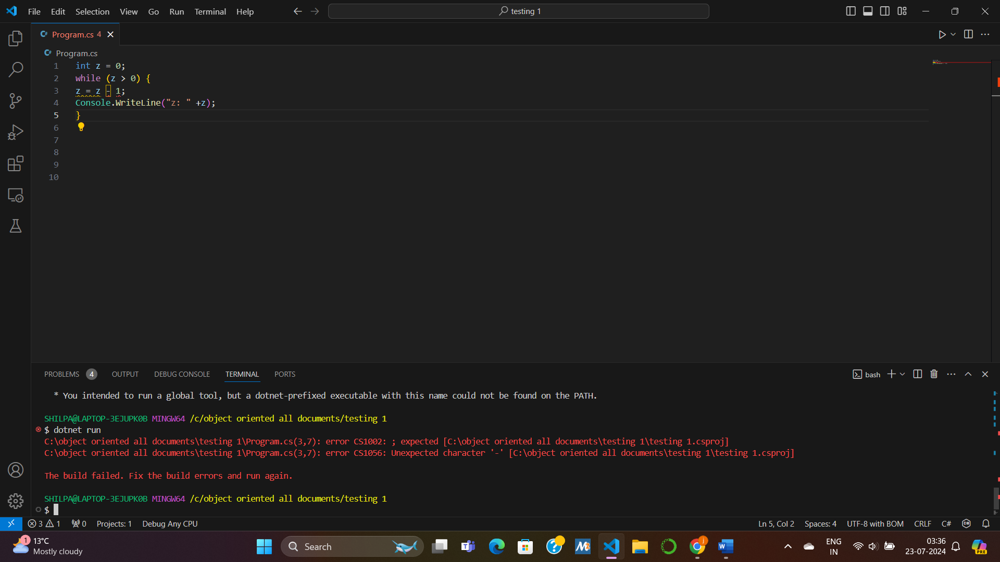 File Edit Selection View Go Run Terminal Help
testing 1
Program.cs 4
Program.cs
1 int z = 0;
2 while (z > 0) {
3 z = z – 1;
4 Console.WriteLine("z: " +z);
5 }
6
7
8
9
10
PROBLEMS 4 OUTPUT DEBUG CONSOLE TERMINAL PORTS
bash
* You intended to run a global tool, but a dotnet-prefixed executable with this name could not be found on the PATH.
SHILPA@LAPTOP-3EJUPK0B MINGW64 /c/object oriented all documents/testing 1
$ dotnet run
C:\object oriented all documents\testing 1\Program.cs(3,7): error CS1002: ; expected [C:\object oriented all documents\testing 1\testing 1.csproj]
C:\object oriented all documents\testing 1\Program.cs(3,7): error CS1056: Unexpected character '–' [C:\object oriented all documents\testing 1\testing 1.csproj]
The build failed. Fix the build errors and run again.
SHILPA@LAPTOP-3EJUPK0B MINGW64 /c/object oriented all documents/testing 1
$
3 1 0 Projects: 1 Debug Any CPU
Ln 5, Col 2 Spaces: 4 UTF-8 with BOM CRLF C#
1 13°C
Mostly cloudy
Search
ENG
IN
03:36
23-07-2024
PRE